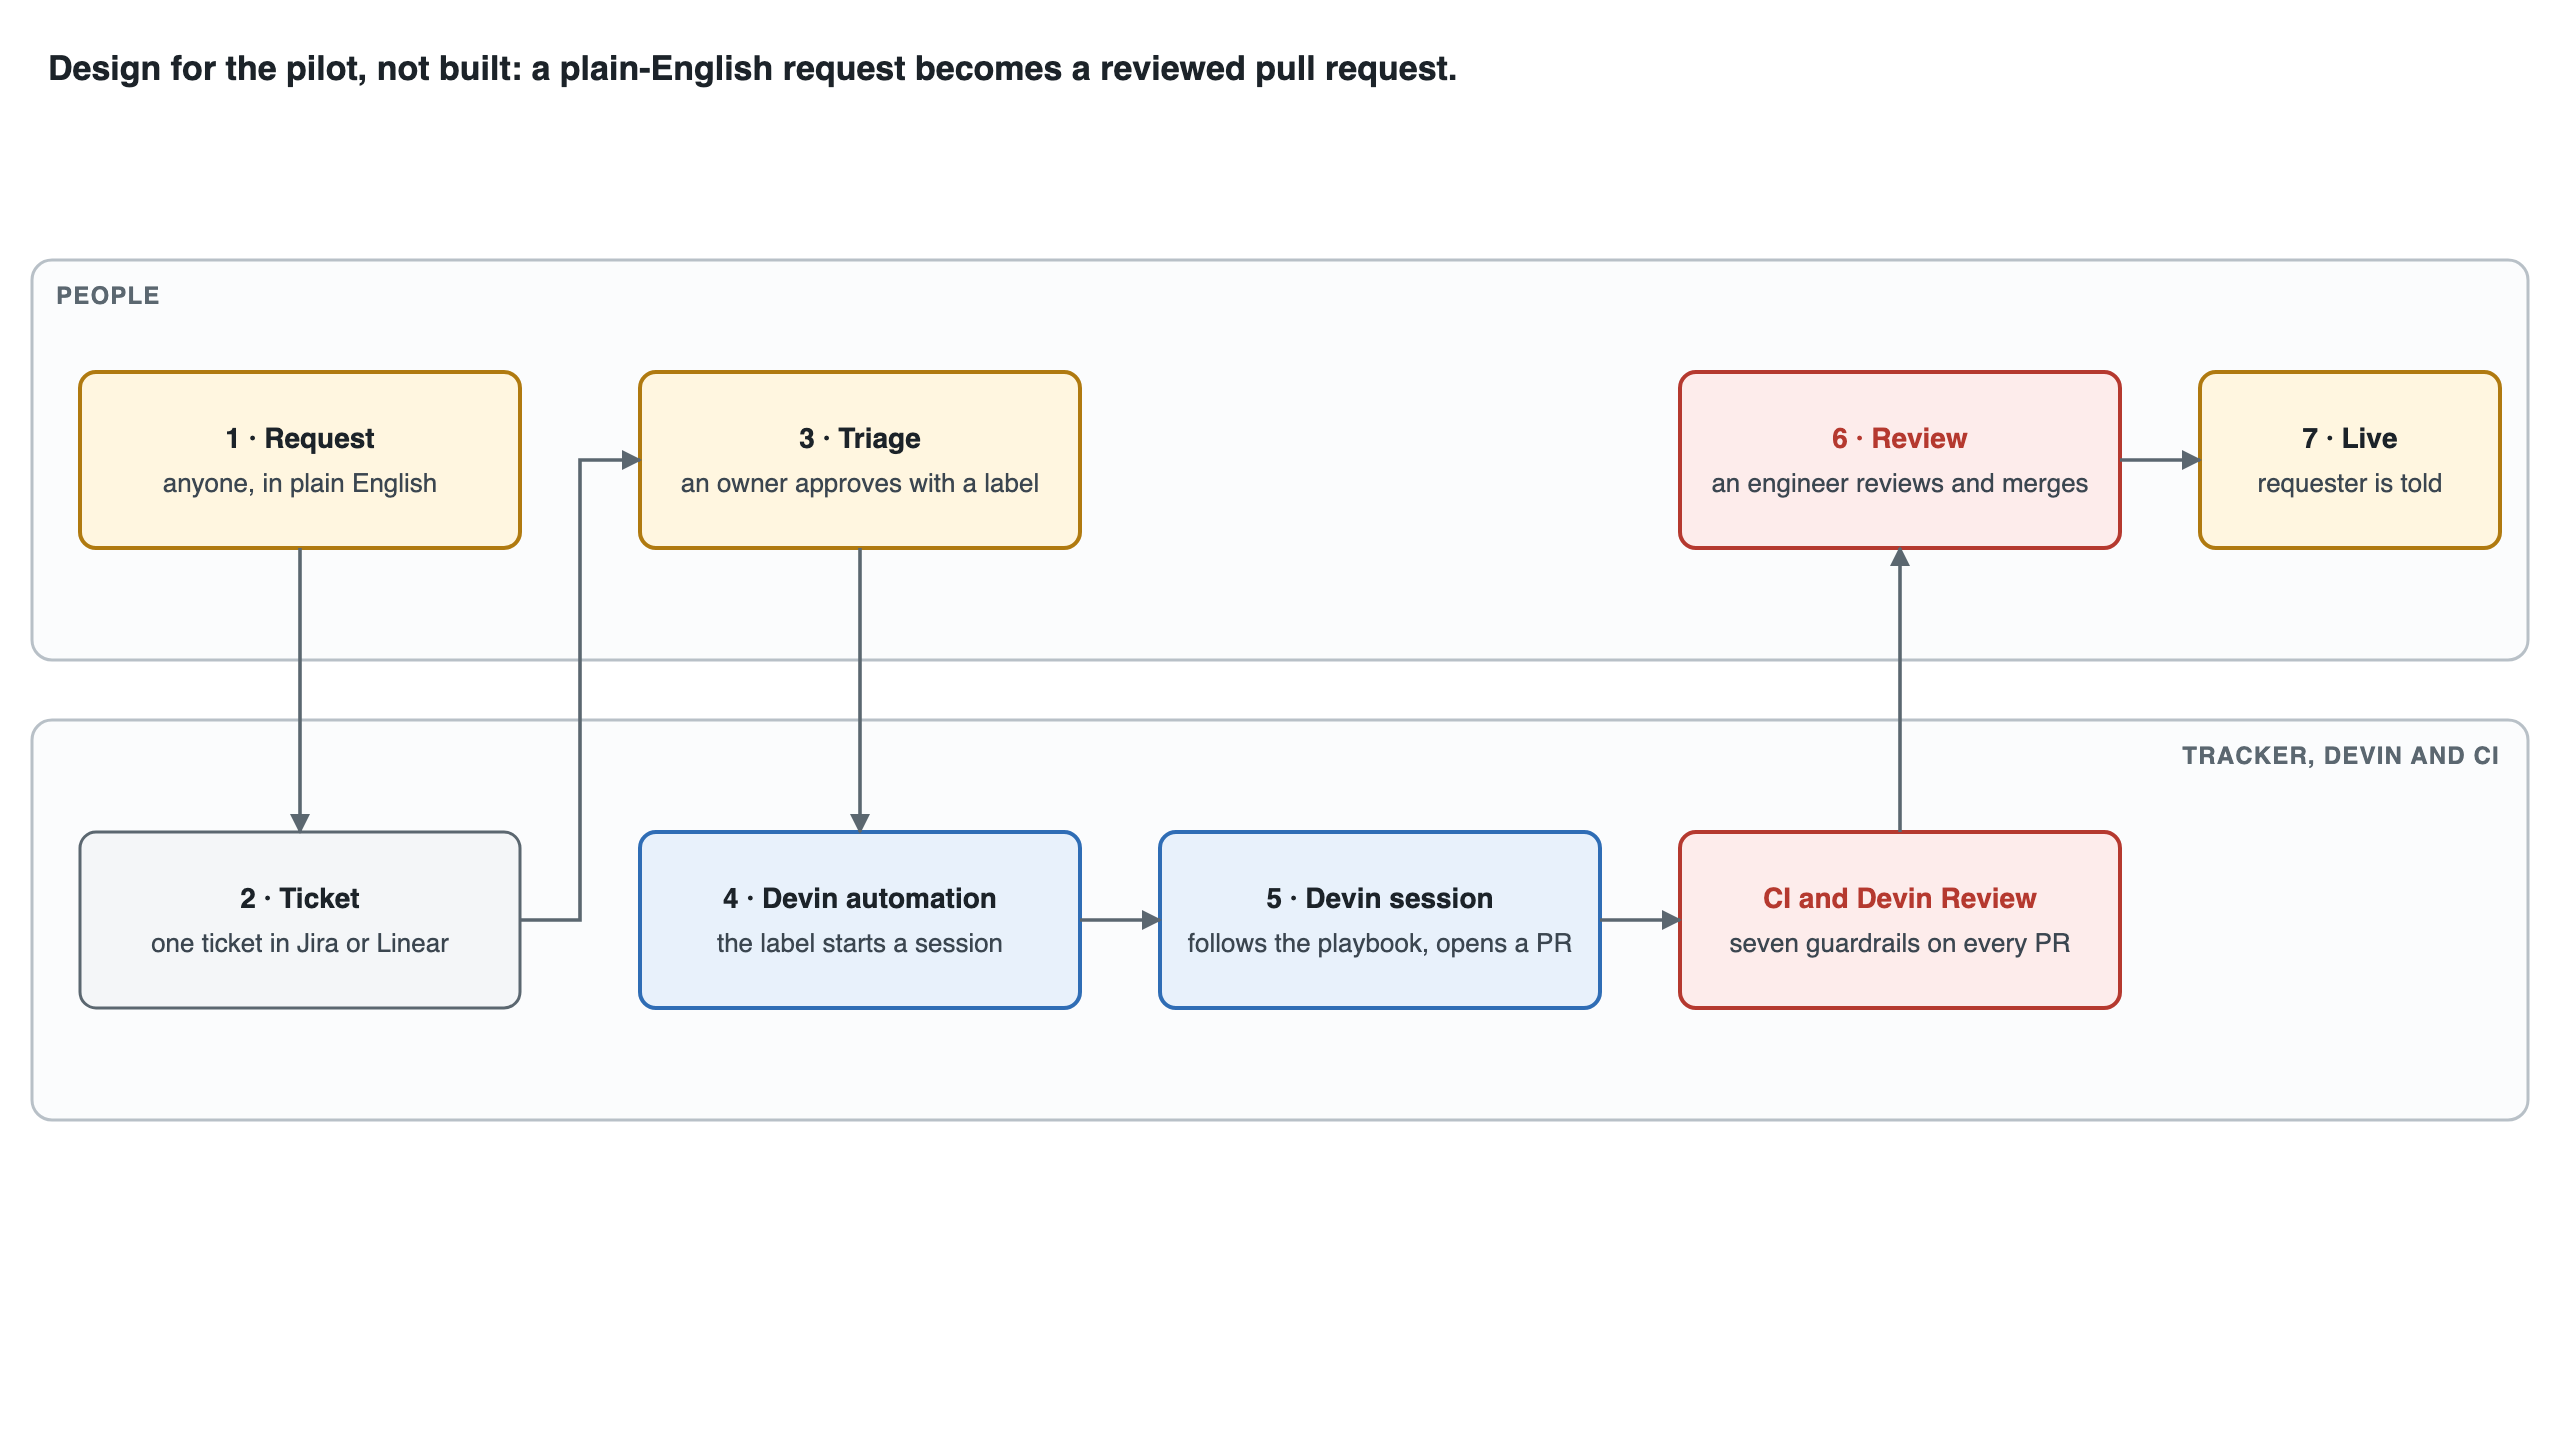 Design for the pilot, not built: a plain-English request becomes a reviewed pull request.
PEOPLE
1 · Request
anyone, in plain English
3 · Triage
an owner approves with a label
6 · Review
an engineer reviews and merges
7 · Live
requester is told
TRACKER, DEVIN AND CI
2 · Ticket
one ticket in Jira or Linear
4 · Devin automation
the label starts a session
5 · Devin session
follows the playbook, opens a PR
CI and Devin Review
seven guardrails on every PR